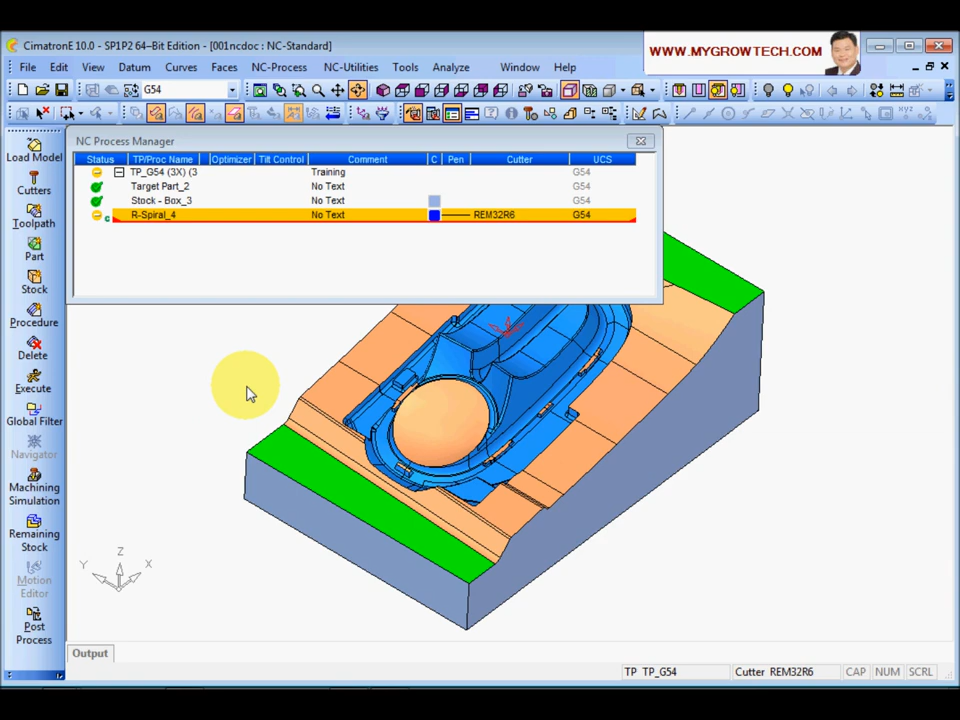 CimatronE 10.0 - SP1P2 64–Bit Edition - [001ncdoc : NC-Standard]
WWW.MYGROWTECH.COM
File Edit View Datum Curves Faces NC-Process NC-Utilities Tools Analyze Window Help
G54
NC Process Manager
Status TP/Proc Name Optimizer Tilt Control Comment C Pen Cutter UCS
TP_G54 (3X) (3 Training G54
Target Part_2 No Text G54
Stock - Box_3 No Text G54
R-Spiral_4 No Text REM32R6 G54
Load Model
Cutters
Toolpath
Part
Stock
Procedure
Delete
Execute
Global Filter
Navigator
Machining
Simulation
Remaining
Stock
Motion
Editor
Post
Process
Z
Y X
Output
TP TP_G54 Cutter REM32R6 CAP NUM SCRL